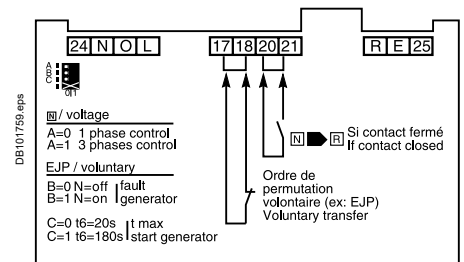 24 N O L
17 18 20 21
R E 25
A
B
C
0 1
DB101759.eps
N / voltage
A=0 1 phase control
A=1 3 phases control
EJP / voluntary
B=0 N=off fault
B=1 N=on generator
C=0 t6=20s t max
C=1 t6=180s start generator
N R Si contact fermé
If contact closed
Ordre de
permutation
volontaire (ex: EJP)
Voluntary transfer